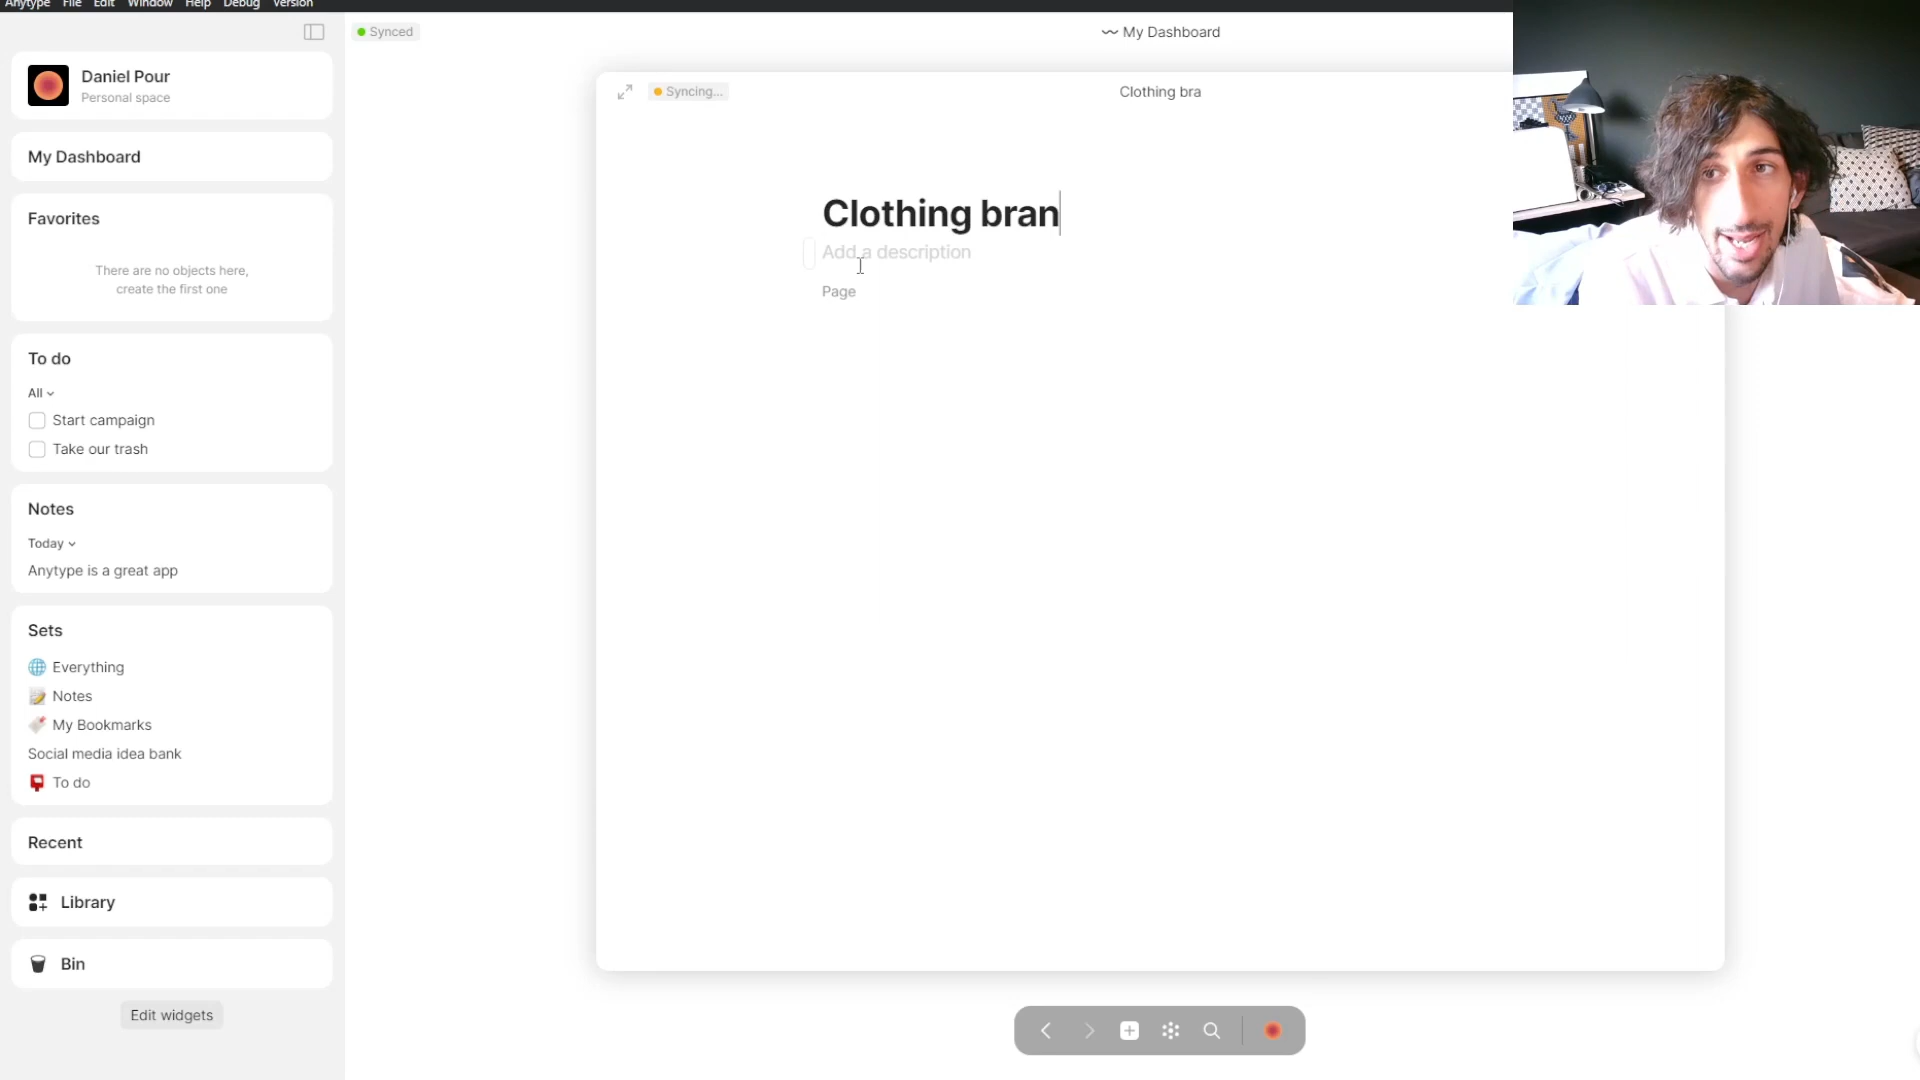 Anytype File Edit Window Help Debug Version
Synced
My Dashboard
Daniel Pour
Personal space
My Dashboard
Favorites
There are no objects here,
create the first one
To do
All
Start campaign
Take our trash
Notes
Today
Anytype is a great app
Sets
Everything
Notes
My Bookmarks
Social media idea bank
To do
Recent
Library
Bin
Edit widgets
Syncing...
Clothing bra
Clothing bran
Add a description
Page